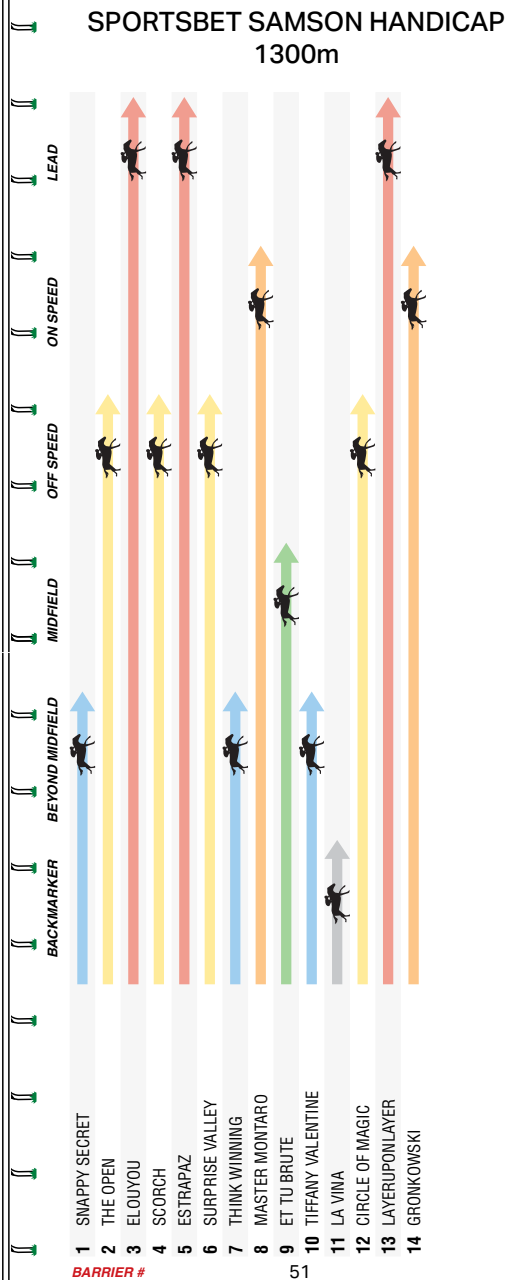 SPORTSBET SAMSON HANDICAP
1300m
LEAD
ON SPEED
OFF SPEED
MIDFIELD
BEYOND MIDFIELD
BACKMARKER
1 SNAPPY SECRET
2 THE OPEN
3 ELOUYOU
4 SCORCH
5 ESTRAPAZ
6 SURPRISE VALLEY
7 THINK WINNING
8 MASTER MONTARO
9 ET TU BRUTE
10 TIFFANY VALENTINE
11 LA VINA
12 CIRCLE OF MAGIC
13 LAYERUPONLAYER
14 GRONKOWSKI
BARRIER #
51